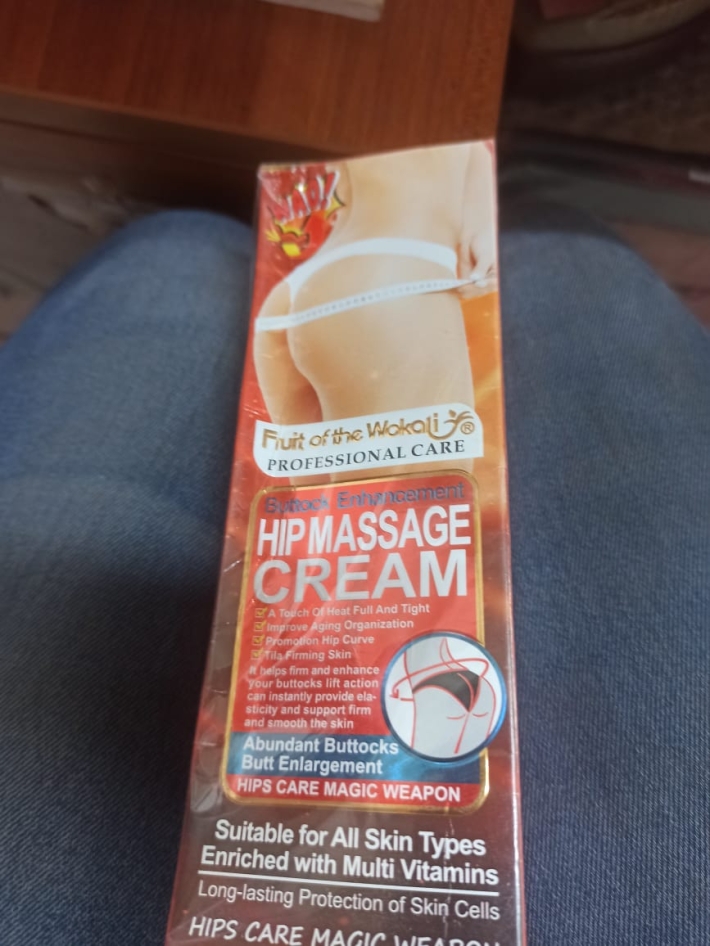 Fruit of the Wokali ®
PROFESSIONAL CARE
Buttock Enhancement
HIP MASSAGE
CREAM
A Touch Of Heat Full And Tight
Improve Aging Organization
Promotion Hip Curve
Tila Firming Skin
It helps firm and enhance
your buttocks lift action
can instantly provide ela-
sticity and support firm
and smooth the skin
Abundant Buttocks
Butt Enlargement
HIPS CARE MAGIC WEAPON
Suitable for All Skin Types
Enriched with Multi Vitamins
Long-lasting Protection of Skin Cells
HIPS CARE MAGIC WEAPON